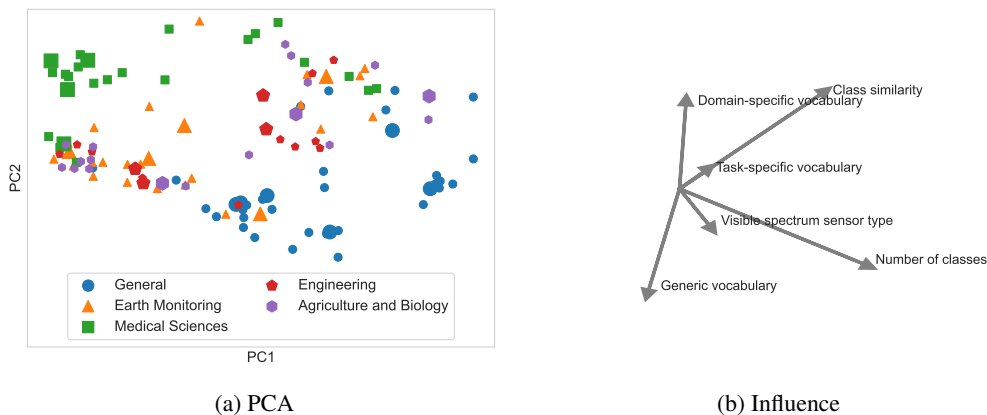 PC2
General
Earth Monitoring
Medical Sciences
Engineering
Agriculture and Biology
PC1
(a) PCA
Class similarity
Domain-specific vocabulary
Task-specific vocabulary
Visible spectrum sensor type
Number of classes
Generic vocabulary
(b) Influence